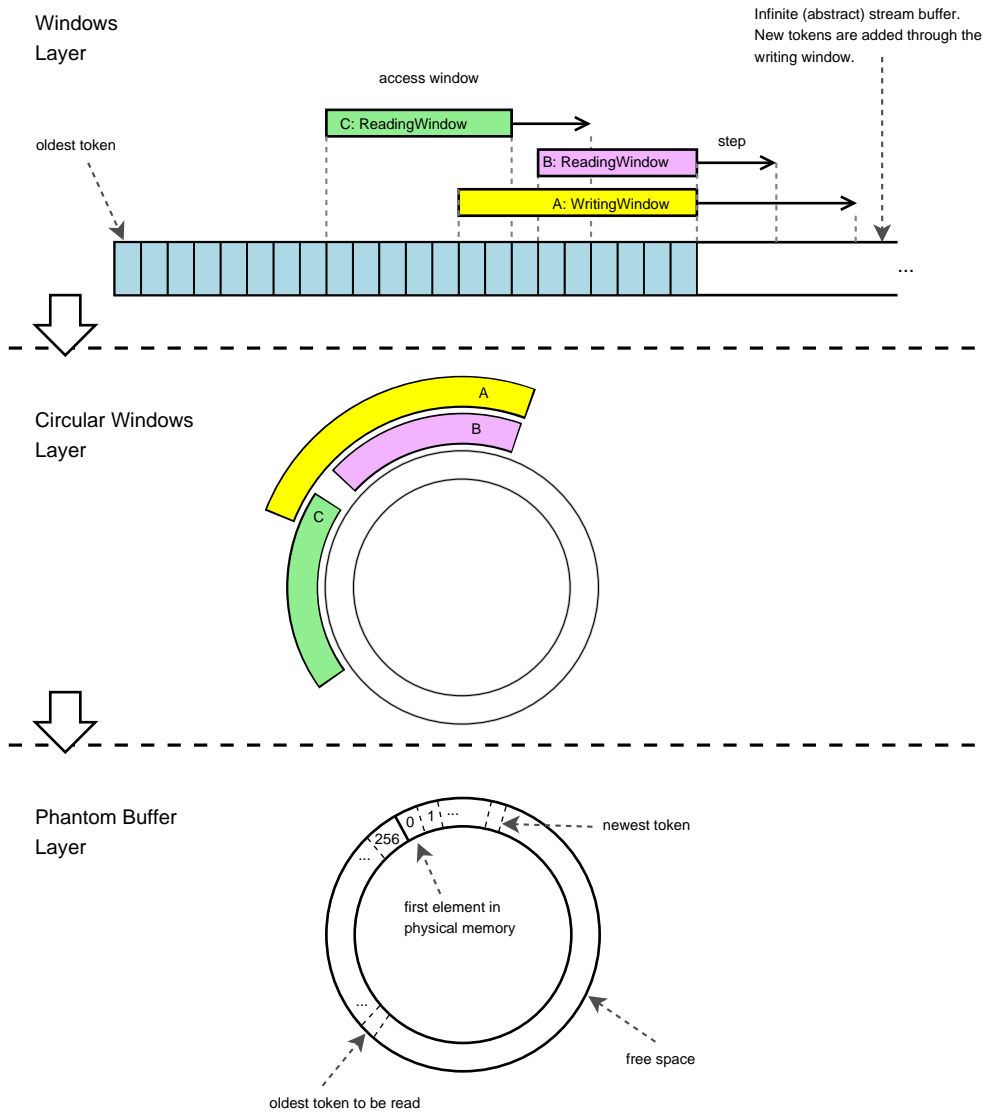 Windows
Layer
Infinite (abstract) stream buffer.
New tokens are added through the
writing window.
access window
C: ReadingWindow
oldest token
step
B: ReadingWindow
A: WritingWindow
...
Circular Windows
Layer
A
B
C
Phantom Buffer
Layer
... 256 0 1 ...
newest token
first element in
physical memory
...
free space
oldest token to be read